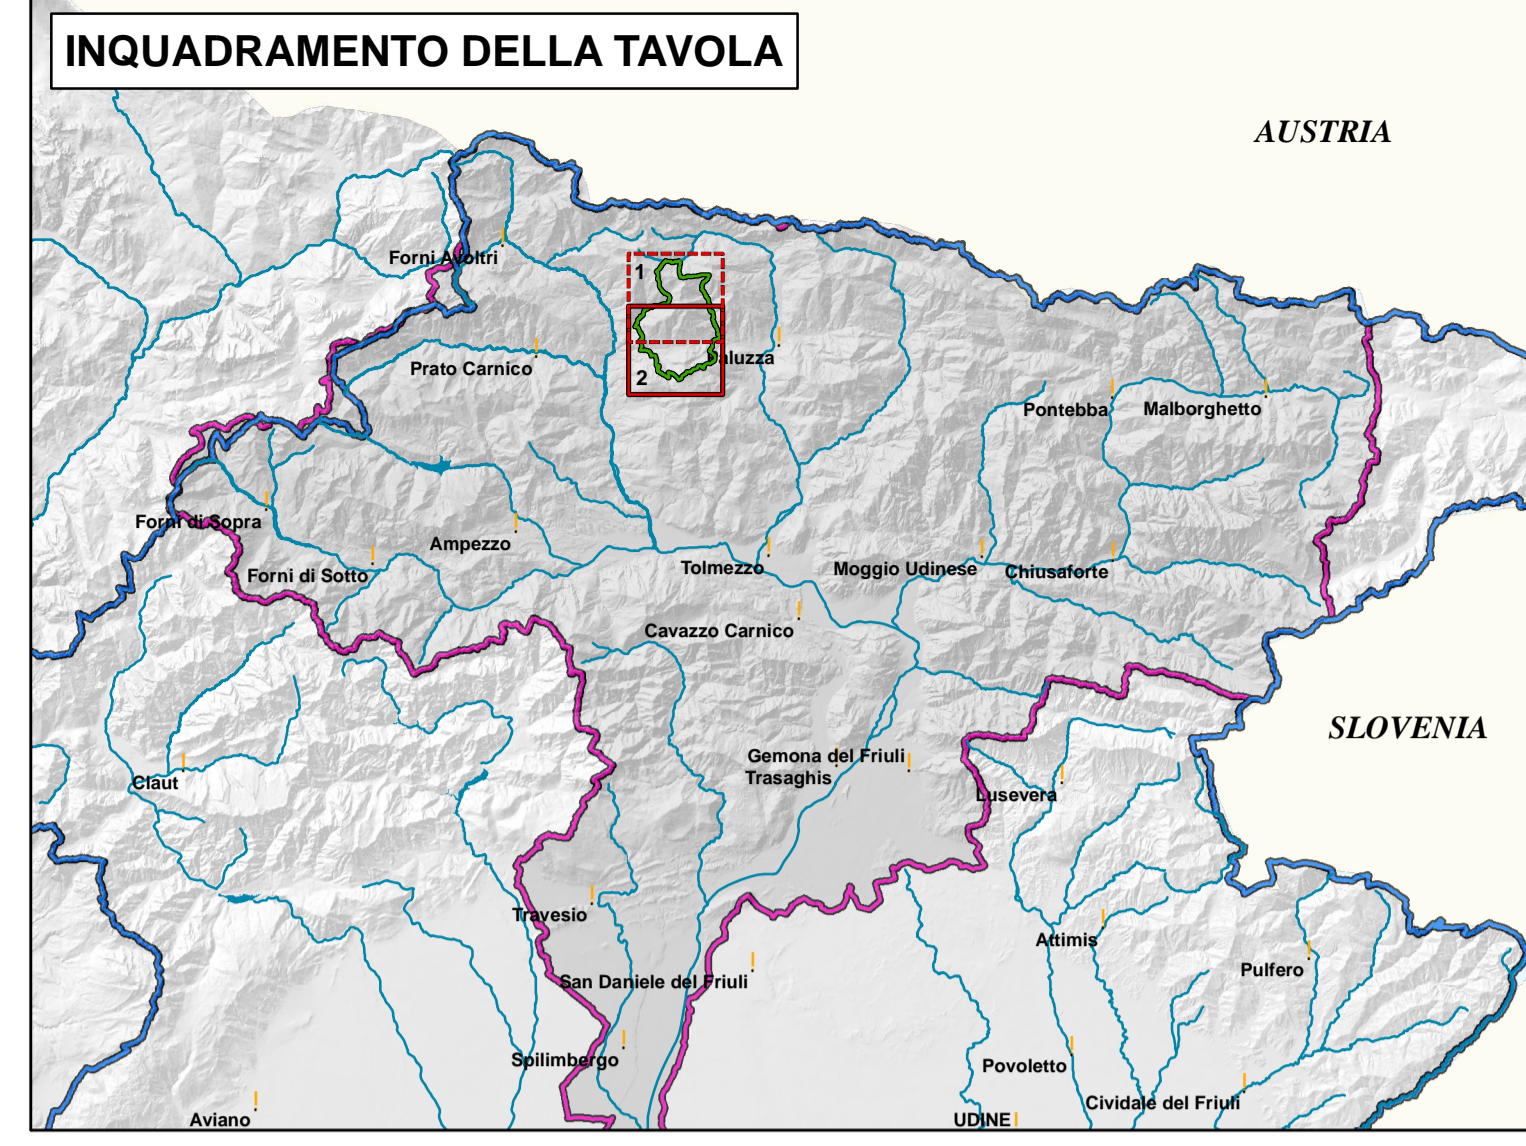 INQUADRAMENTO DELLA TAVOLA
AUSTRIA
Forni Avoltri
1
aluzza
Prato Carnico
2
Pontebba
Malborghetto
Forni di Sopra
Ampezzo
Forni di Sotto
Tolmezzo
Moggio Udinese
Chiusaforte
Cavazzo Carnico
SLOVENIA
Gemona del Friuli
Trasaghis
Claut
Lusevera
Travesio
Attimis
Pulfero
San Daniele del Friuli
Spilimbergo
Povoletto
Cividale del Friuli
Aviano
UDINE